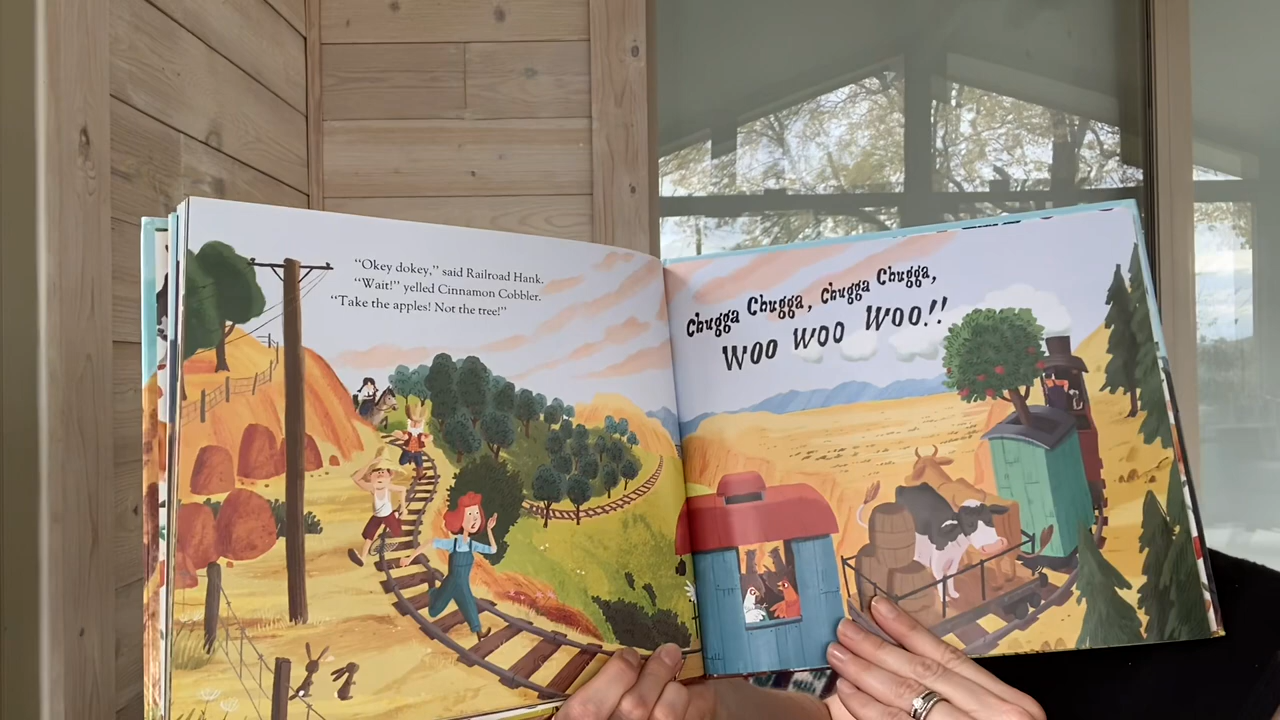 “Okey dokey,” said Railroad Hank.
“Wait!” yelled Cinnamon Cobbler.
“Take the apples! Not the tree!”
Chugga Chugga, Chugga Chugga,
WOO WOO WOO!!